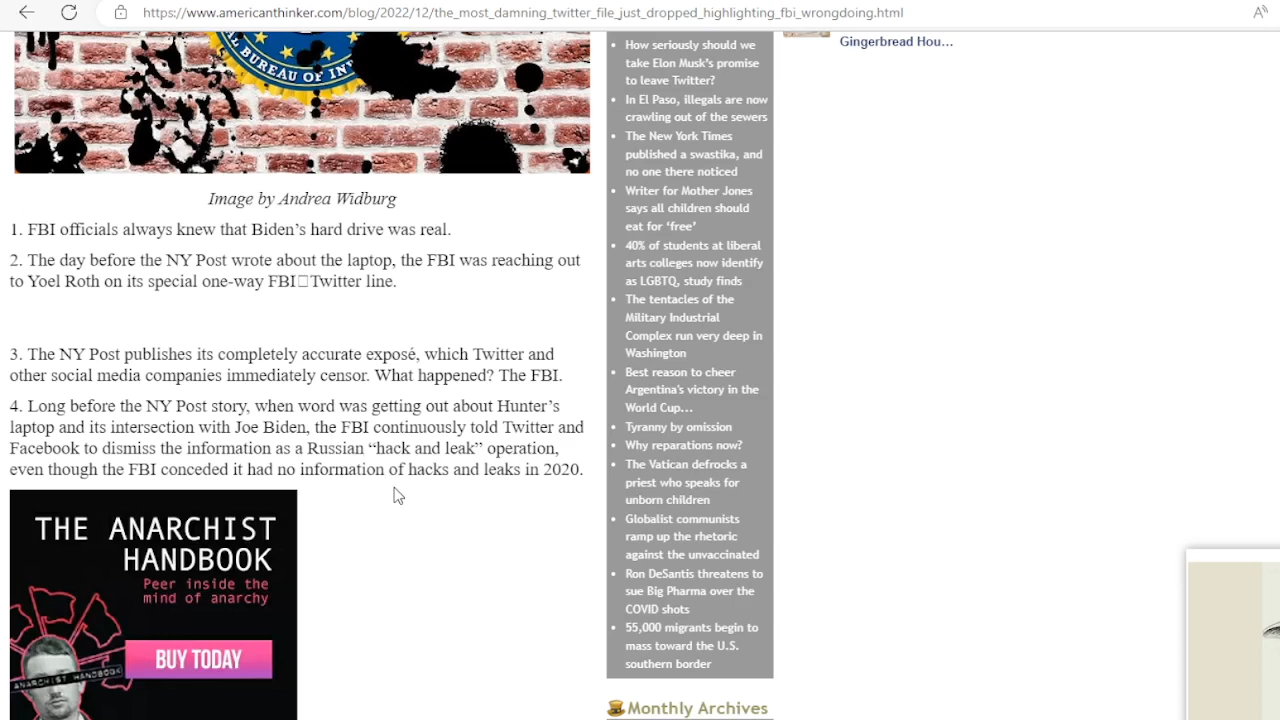 https://www.americanthinker.com/blog/2022/12/the_most_damning_twitter_file_just_dropped_highlighting_fbi_wrongdoing.html
BUREAU OF IN
Image by Andrea Widburg
1. FBI officials always knew that Biden’s hard drive was real.
2. The day before the NY Post wrote about the laptop, the FBI was reaching out
to Yoel Roth on its special one-way FBI□Twitter line.
3. The NY Post publishes its completely accurate exposé, which Twitter and
other social media companies immediately censor. What happened? The FBI.
4. Long before the NY Post story, when word was getting out about Hunter’s
laptop and its intersection with Joe Biden, the FBI continuously told Twitter and
Facebook to dismiss the information as a Russian “hack and leak” operation,
even though the FBI conceded it had no information of hacks and leaks in 2020.
THE ANARCHIST
HANDBOOK
Peer inside the
mind of anarchy
BUY TODAY
ANARCHIST HANDBOOK
How seriously should we
take Elon Musk’s promise
to leave Twitter?
In El Paso, illegals are now
crawling out of the sewers
The New York Times
published a swastika, and
no one there noticed
Writer for Mother Jones
says all children should
eat for ‘free’
40% of students at liberal
arts colleges now identify
as LGBTQ, study finds
The tentacles of the
Military Industrial
Complex run very deep in
Washington
Best reason to cheer
Argentina’s victory in the
World Cup...
Tyranny by omission
Why reparations now?
The Vatican defrocks a
priest who speaks for
unborn children
Globalist communists
ramp up the rhetoric
against the unvaccinated
Ron DeSantis threatens to
sue Big Pharma over the
COVID shots
55,000 migrants begin to
mass toward the U.S.
southern border
Monthly Archives
Gingerbread Hou...